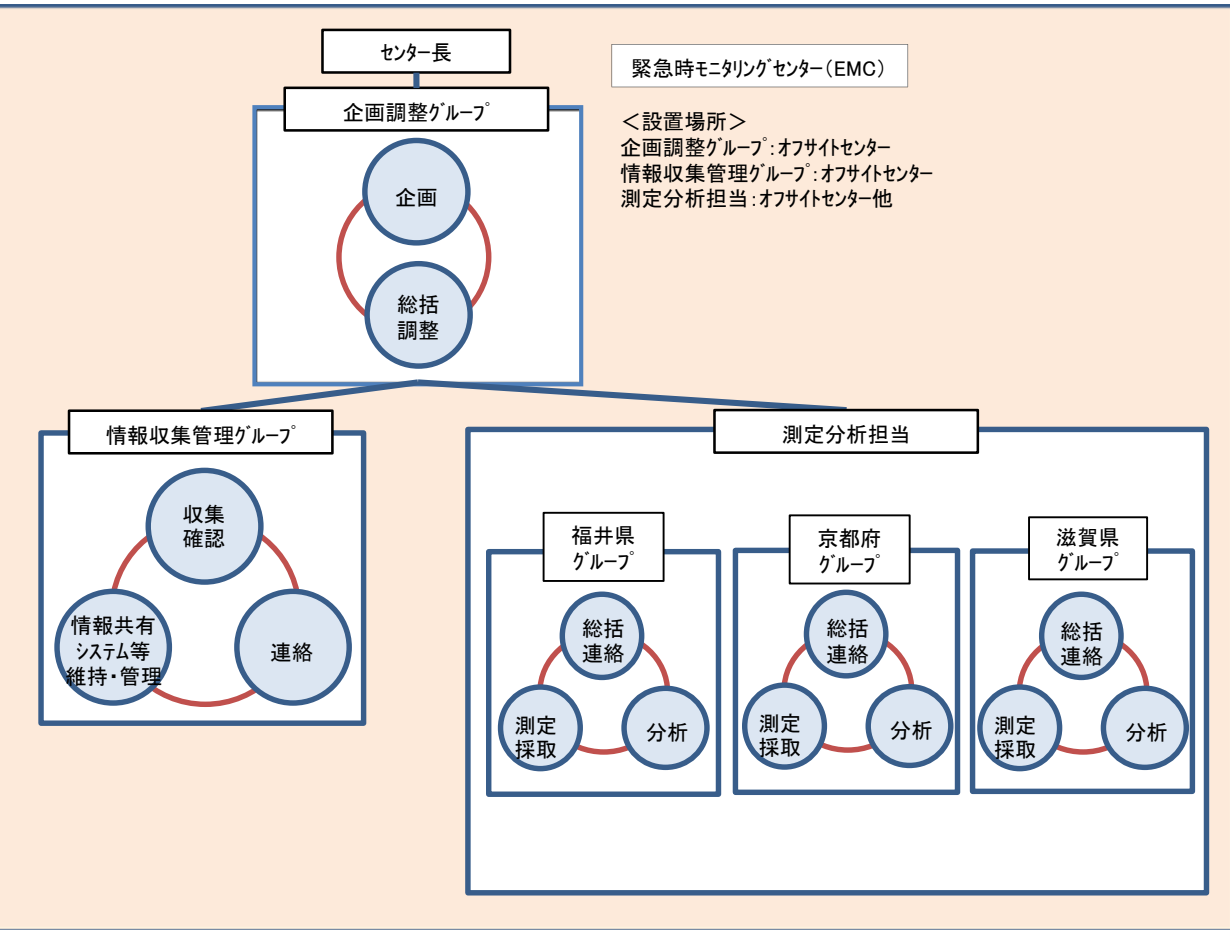 センター長
緊急時ﾓﾆﾀﾘﾝｸﾞｾﾝﾀｰ（EMC）
企画調整ｸﾞﾙｰﾌﾟ
＜設置場所＞
企画調整ｸﾞﾙｰﾌﾟ：ｵﾌｻｲﾄｾﾝﾀｰ
情報収集管理ｸﾞﾙｰﾌﾟ：ｵﾌｻｲﾄｾﾝﾀｰ
測定分析担当：ｵﾌｻｲﾄｾﾝﾀｰ他
企画
総括
調整
情報収集管理ｸﾞﾙｰﾌﾟ
収集
確認
情報共有
ｼｽﾃﾑ等
維持・管理
連絡
測定分析担当
福井県
ｸﾞﾙｰﾌﾟ
総括
連絡
測定
採取
分析
京都府
ｸﾞﾙｰﾌﾟ
総括
連絡
測定
採取
分析
滋賀県
ｸﾞﾙｰﾌﾟ
総括
連絡
測定
採取
分析